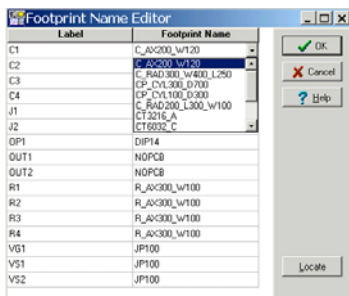 Footprint Name Editor
Label Footprint Name
C1 C_AX200_W120
C2 C_AX200_W120
C3 C_RAD300_W400_L250
CP_CYL300_D700
C4 CP_CYL100_D300
C_RAD200_L300_W100
J1 CT3216_A
J2 CT6032_C
OP1 DIP14
OUT1 NOPCB
OUT2 NOPCB
R1 R_AX300_W100
R2 R_AX300_W100
R3 R_AX300_W100
R4 R_AX300_W100
VG1 JP100
VS1 JP100
VS2 JP100
OK
Cancel
? Help
Locate